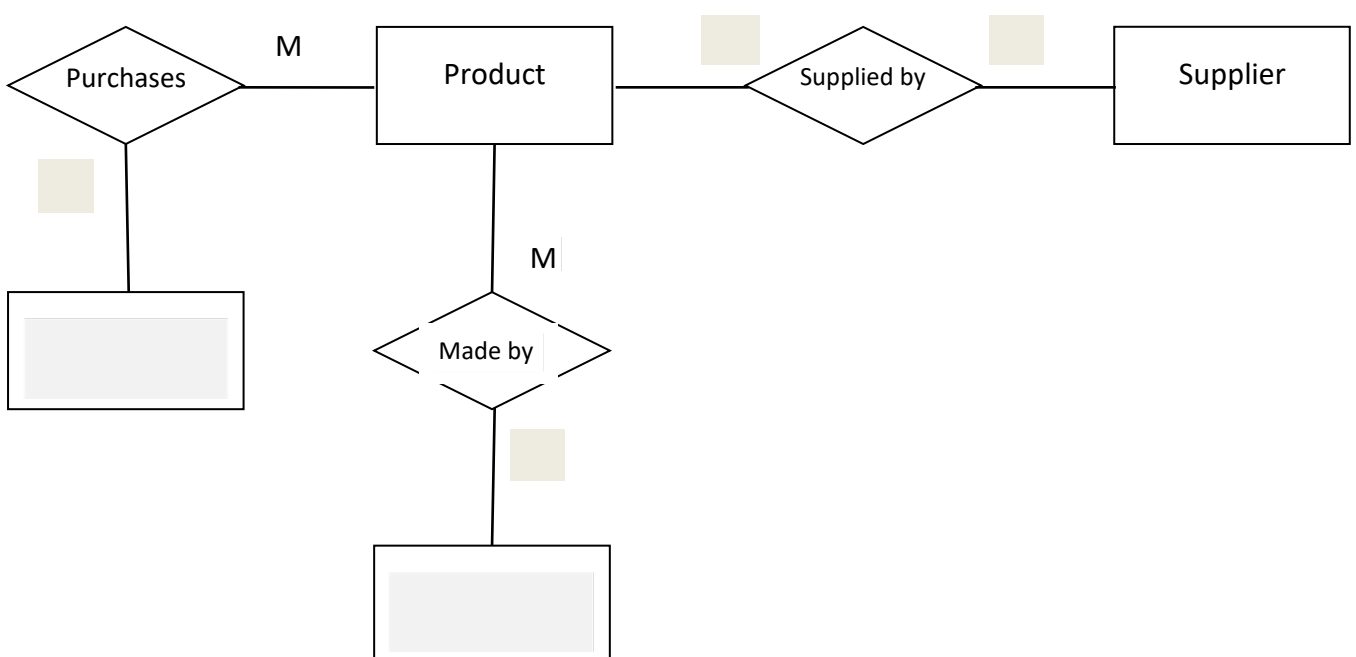 M
Purchases
Product
Supplied by
Supplier
M
Made by